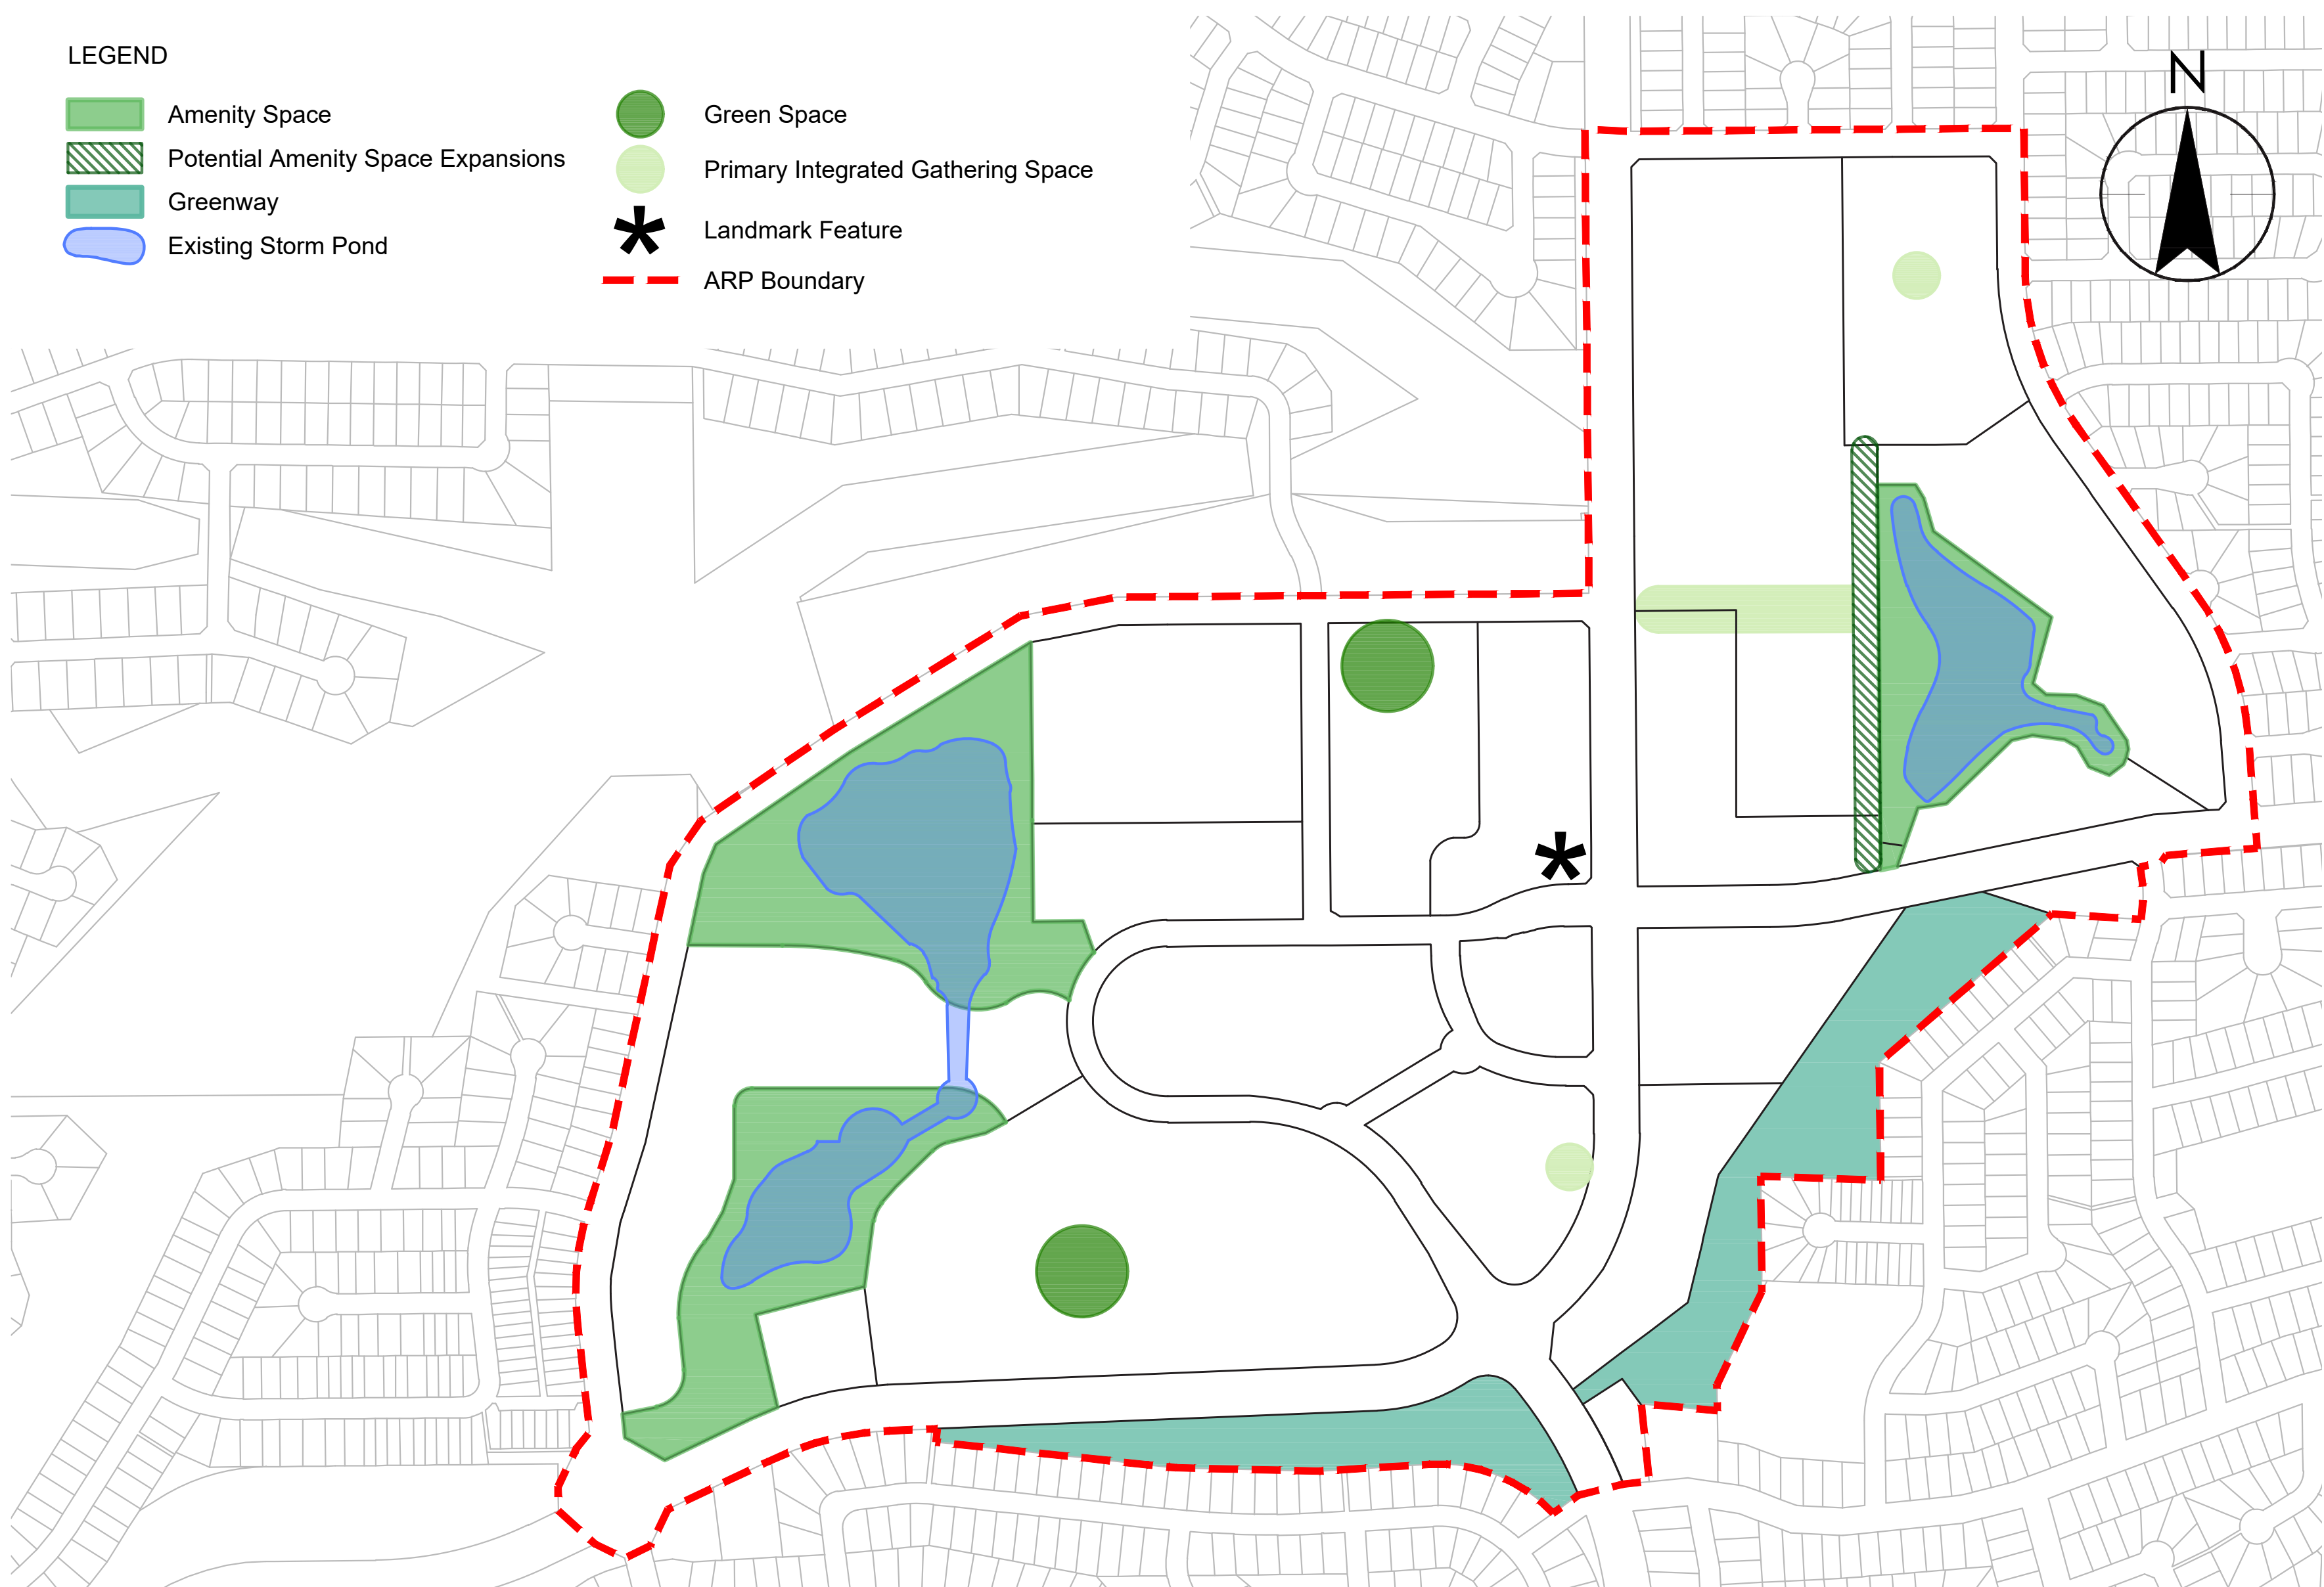 LEGEND
Amenity Space
Potential Amenity Space Expansions
Greenway
Existing Storm Pond
Green Space
Primary Integrated Gathering Space
Landmark Feature
ARP Boundary
N